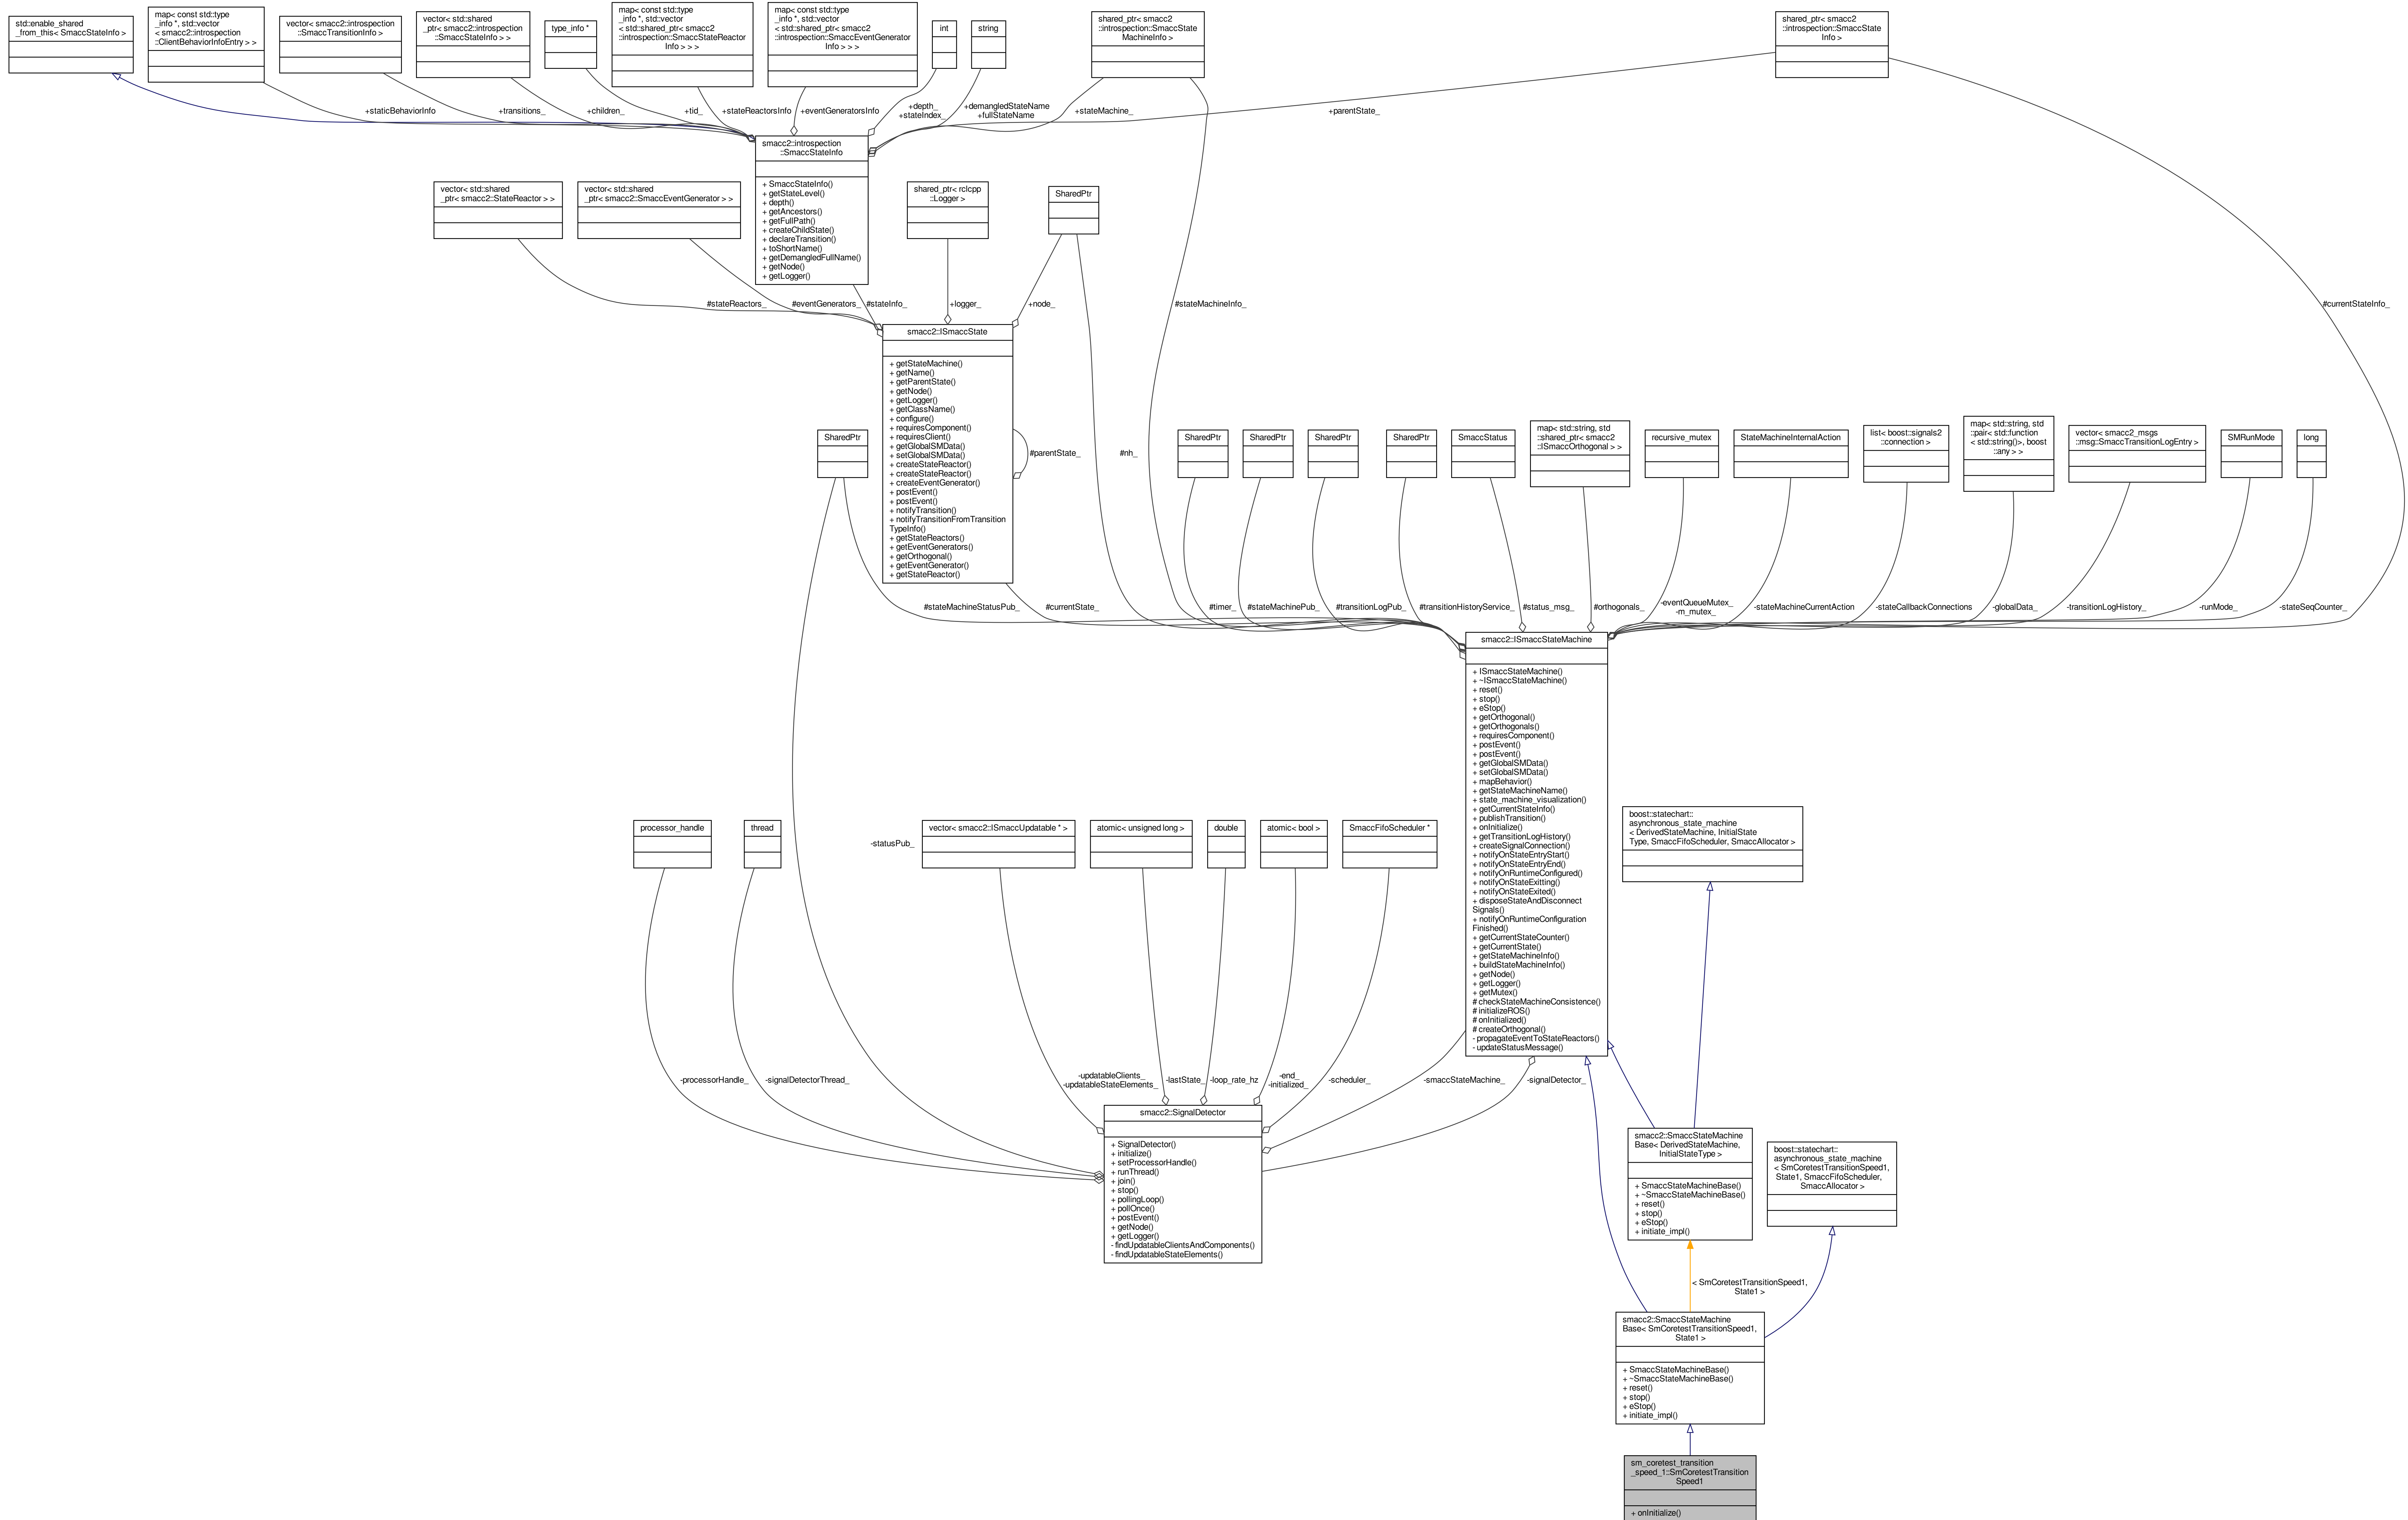 std::enable_shared
_from_this< SmaccStateInfo >
map< const std::type
_info *, std::vector
< smacc2::introspection
::ClientBehaviorInfoEntry > >
vector< smacc2::introspection
::SmaccTransitionInfo >
vector< std::shared
_ptr< smacc2::introspection
::SmaccStateInfo > >
type_info *
map< const std::type
_info *, std::vector
< std::shared_ptr< smacc2
::introspection::SmaccStateReactor
Info > > >
map< const std::type
_info *, std::vector
< std::shared_ptr< smacc2
::introspection::SmaccEventGenerator
Info > > >
int
string
shared_ptr< smacc2
::introspection::SmaccState
MachineInfo >
shared_ptr< smacc2
::introspection::SmaccState
Info >
+staticBehaviorInfo
+transitions_
+children_
+tid_
+stateReactorsInfo
+eventGeneratorsInfo
+depth_
+stateIndex_
+demangledStateName
+fullStateName
+stateMachine_
+parentState_
smacc2::introspection
::SmaccStateInfo
+ SmaccStateInfo()
+ getStateLevel()
+ depth()
+ getAncestors()
+ getFullPath()
+ createChildState()
+ declareTransition()
+ toShortName()
+ getDemangledFullName()
+ getNode()
+ getLogger()
vector< std::shared
_ptr< smacc2::StateReactor > >
vector< std::shared
_ptr< smacc2::SmaccEventGenerator > >
shared_ptr< rclcpp
::Logger >
SharedPtr
#stateReactors_
#eventGenerators_
#stateInfo_
+logger_
+node_
#stateMachineInfo_
#currentStateInfo_
smacc2::ISmaccState
+ getStateMachine()
+ getName()
+ getParentState()
+ getNode()
+ getLogger()
+ getClassName()
+ configure()
+ requiresComponent()
+ requiresClient()
+ getGlobalSMData()
+ setGlobalSMData()
+ createStateReactor()
+ createStateReactor()
+ createEventGenerator()
+ postEvent()
+ postEvent()
+ notifyTransition()
+ notifyTransitionFromTransition
TypeInfo()
+ getStateReactors()
+ getEventGenerators()
+ getOrthogonal()
+ getEventGenerator()
+ getStateReactor()
#parentState_
#nh_
SharedPtr
SharedPtr
SharedPtr
SharedPtr
SharedPtr
SmaccStatus
map< std::string, std
::shared_ptr< smacc2
::ISmaccOrthogonal > >
recursive_mutex
StateMachineInternalAction
list< boost::signals2
::connection >
map< std::string, std
::pair< std::function
< std::string()>, boost
::any > >
vector< smacc2_msgs
::msg::SmaccTransitionLogEntry >
SMRunMode
long
#stateMachineStatusPub_
#currentState_
#timer_
#stateMachinePub_
#transitionLogPub_
#transitionHistoryService_
#status_msg_
#orthogonals_
-eventQueueMutex_
-m_mutex_
-stateMachineCurrentAction
-stateCallbackConnections
-globalData_
-transitionLogHistory_
-runMode_
-stateSeqCounter_
smacc2::ISmaccStateMachine
+ ISmaccStateMachine()
+ ~ISmaccStateMachine()
+ reset()
+ stop()
+ eStop()
+ getOrthogonal()
+ getOrthogonals()
+ requiresComponent()
+ postEvent()
+ postEvent()
+ getGlobalSMData()
+ setGlobalSMData()
+ mapBehavior()
+ getStateMachineName()
+ state_machine_visualization()
+ getCurrentStateInfo()
+ publishTransition()
+ onInitialize()
+ getTransitionLogHistory()
+ createSignalConnection()
+ notifyOnStateEntryStart()
+ notifyOnStateEntryEnd()
+ notifyOnRuntimeConfigured()
+ notifyOnStateExitting()
+ notifyOnStateExited()
+ disposeStateAndDisconnect
Signals()
+ notifyOnRuntimeConfiguration
Finished()
+ getCurrentStateCounter()
+ getCurrentState()
+ getStateMachineInfo()
+ buildStateMachineInfo()
+ getNode()
+ getLogger()
+ getMutex()
# checkStateMachineConsistence()
# initializeROS()
# onInitialized()
# createOrthogonal()
- propagateEventToStateReactors()
- updateStatusMessage()
processor_handle
thread
-statusPub_
vector< smacc2::ISmaccUpdatable * >
atomic< unsigned long >
double
atomic< bool >
SmaccFifoScheduler *
boost::statechart::
asynchronous_state_machine
< DerivedStateMachine, InitialState
Type, SmaccFifoScheduler, SmaccAllocator >
-processorHandle_
-signalDetectorThread_
-updatableClients_
-updatableStateElements_
-lastState_
-loop_rate_hz
-end_
-initialized_
-scheduler_
-smaccStateMachine_
-signalDetector_
smacc2::SignalDetector
+ SignalDetector()
+ initialize()
+ setProcessorHandle()
+ runThread()
+ join()
+ stop()
+ pollingLoop()
+ pollOnce()
+ postEvent()
+ getNode()
+ getLogger()
- findUpdatableClientsAndComponents()
- findUpdatableStateElements()
smacc2::SmaccStateMachine
Base< DerivedStateMachine,
InitialStateType >
+ SmaccStateMachineBase()
+ ~SmaccStateMachineBase()
+ reset()
+ stop()
+ eStop()
+ initiate_impl()
boost::statechart::
asynchronous_state_machine
< SmCoretestTransitionSpeed1,
State1, SmaccFifoScheduler,
SmaccAllocator >
< SmCoretestTransitionSpeed1,
State1 >
smacc2::SmaccStateMachine
Base< SmCoretestTransitionSpeed1,
State1 >
+ SmaccStateMachineBase()
+ ~SmaccStateMachineBase()
+ reset()
+ stop()
+ eStop()
+ initiate_impl()
sm_coretest_transition
_speed_1::SmCoretestTransition
Speed1
+ onInitialize()